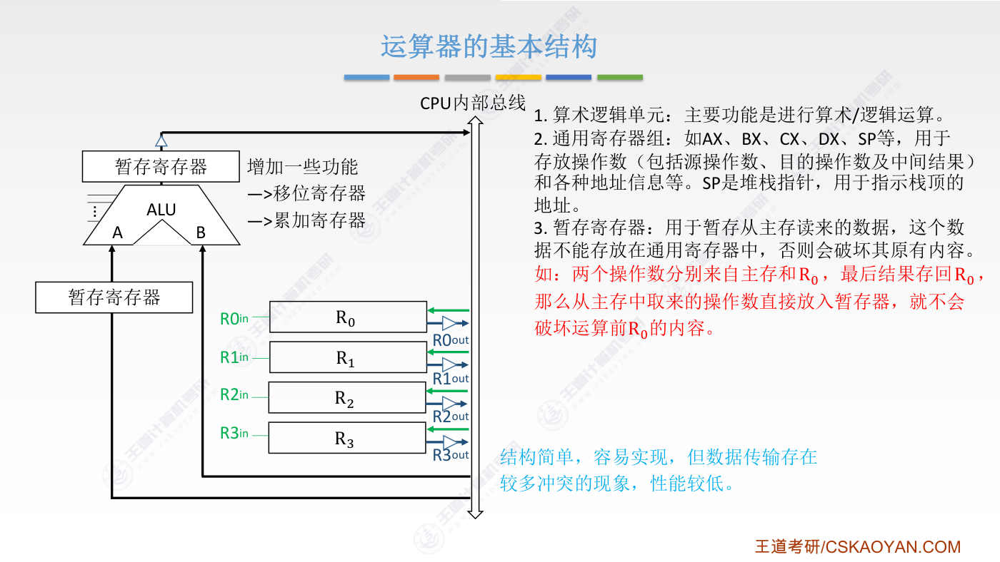 运算器的基本结构
CPU内部总线
暂存寄存器
增加一些功能
—>移位寄存器
—>累加寄存器
ALU
A
B
暂存寄存器
R0in
R₀
R0out
R1in
R₁
R1out
R2in
R₂
R2out
R3in
R₃
R3out
1. 算术逻辑单元：主要功能是进行算术/逻辑运算。
2. 通用寄存器组：如AX、BX、CX、DX、SP等，用于
存放操作数（包括源操作数、目的操作数及中间结果）
和各种地址信息等。SP是堆栈指针，用于指示栈顶的
地址。
3. 暂存寄存器：用于暂存从主存读来的数据，这个数
据不能存放在通用寄存器中，否则会破坏其原有内容。
如：两个操作数分别来自主存和R₀，最后结果存回R₀，
那么从主存中取来的操作数直接放入暂存器，就不会
破坏运算前R₀的内容。
结构简单，容易实现，但数据传输存在
较多冲突的现象，性能较低。
王道考研/CSKAOYAN.COM
王道计算机考研